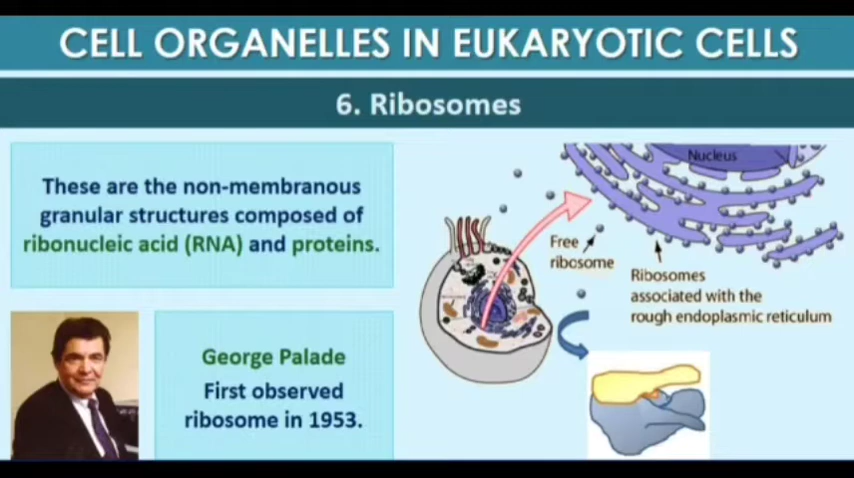 CELL ORGANELLES IN EUKARYOTIC CELLS
6. Ribosomes
These are the non-membranous
granular structures composed of
ribonucleic acid (RNA) and proteins.
George Palade
First observed
ribosome in 1953.
Nucleus
Free
ribosome
Ribosomes
associated with the
rough endoplasmic reticulum